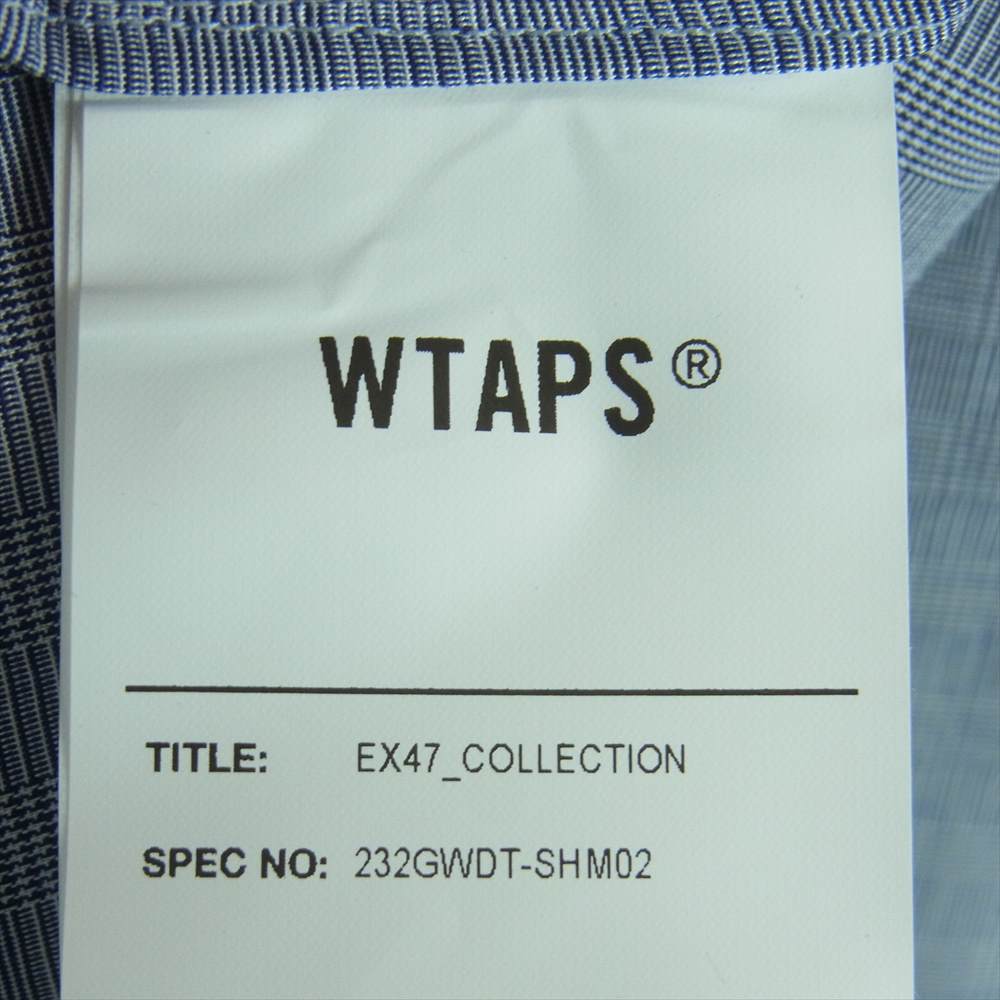 WTAPS®
TITLE: EX47_COLLECTION
SPEC NO: 232GWDT-SHM02